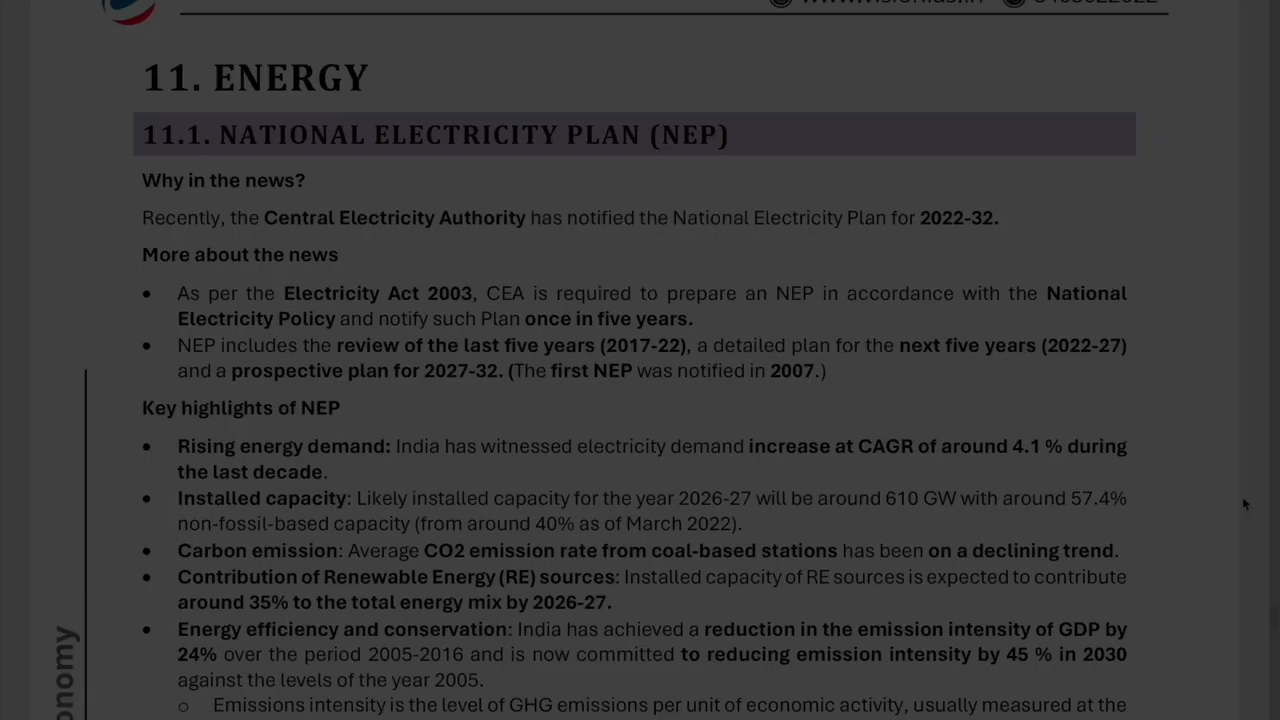 11. ENERGY
11.1. NATIONAL ELECTRICITY PLAN (NEP)
Why in the news?
Recently, the Central Electricity Authority has notified the National Electricity Plan for 2022-32.
More about the news
• As per the Electricity Act 2003, CEA is required to prepare an NEP in accordance with the National
Electricity Policy and notify such Plan once in five years.
• NEP includes the review of the last five years (2017-22), a detailed plan for the next five years (2022-27)
and a prospective plan for 2027-32. (The first NEP was notified in 2007.)
Key highlights of NEP
• Rising energy demand: India has witnessed electricity demand increase at CAGR of around 4.1 % during
the last decade.
• Installed capacity: Likely installed capacity for the year 2026-27 will be around 610 GW with around 57.4%
non-fossil-based capacity (from around 40% as of March 2022).
• Carbon emission: Average CO2 emission rate from coal-based stations has been on a declining trend.
• Contribution of Renewable Energy (RE) sources: Installed capacity of RE sources is expected to contribute
around 35% to the total energy mix by 2026-27.
• Energy efficiency and conservation: India has achieved a reduction in the emission intensity of GDP by
24% over the period 2005-2016 and is now committed to reducing emission intensity by 45 % in 2030
against the levels of the year 2005.
o Emissions intensity is the level of GHG emissions per unit of economic activity, usually measured at the